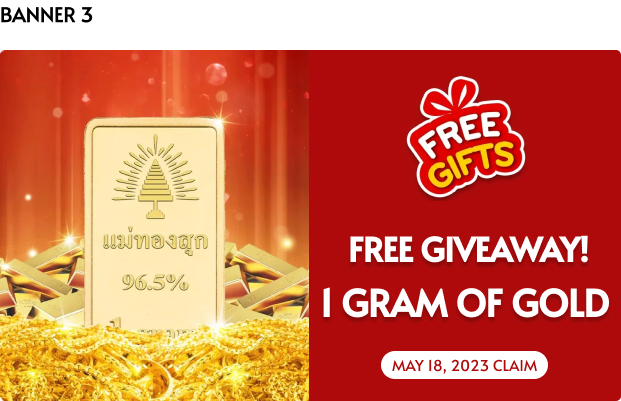 BANNER 3
แม่ทองสุก
96.5%
FREE
GIFTS
FREE GIVEAWAY!
1 GRAM OF GOLD
MAY 18, 2023 CLAIM